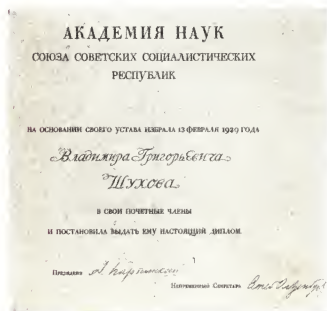 АКАДЕМИЯ НАУК
СОЮЗА СОВЕТСКИХ СОЦИАЛИСТИЧЕСКИХ
РЕСПУБЛИК
НА ОСНОВАНИИ СВОЕГО УСТАВА ИЗБРАЛА 13 ФЕВРАЛЯ 1929 ГОДА
Владимира Григорьевича
Шухова
В СВОИ ПОЧЕТНЫЕ ЧЛЕНЫ
И ПОСТАНОВИЛА ВЫДАТЬ ЕМУ НАСТОЯЩИЙ ДИПЛОМ
Президент А. Карпинский
Непременный Секретарь